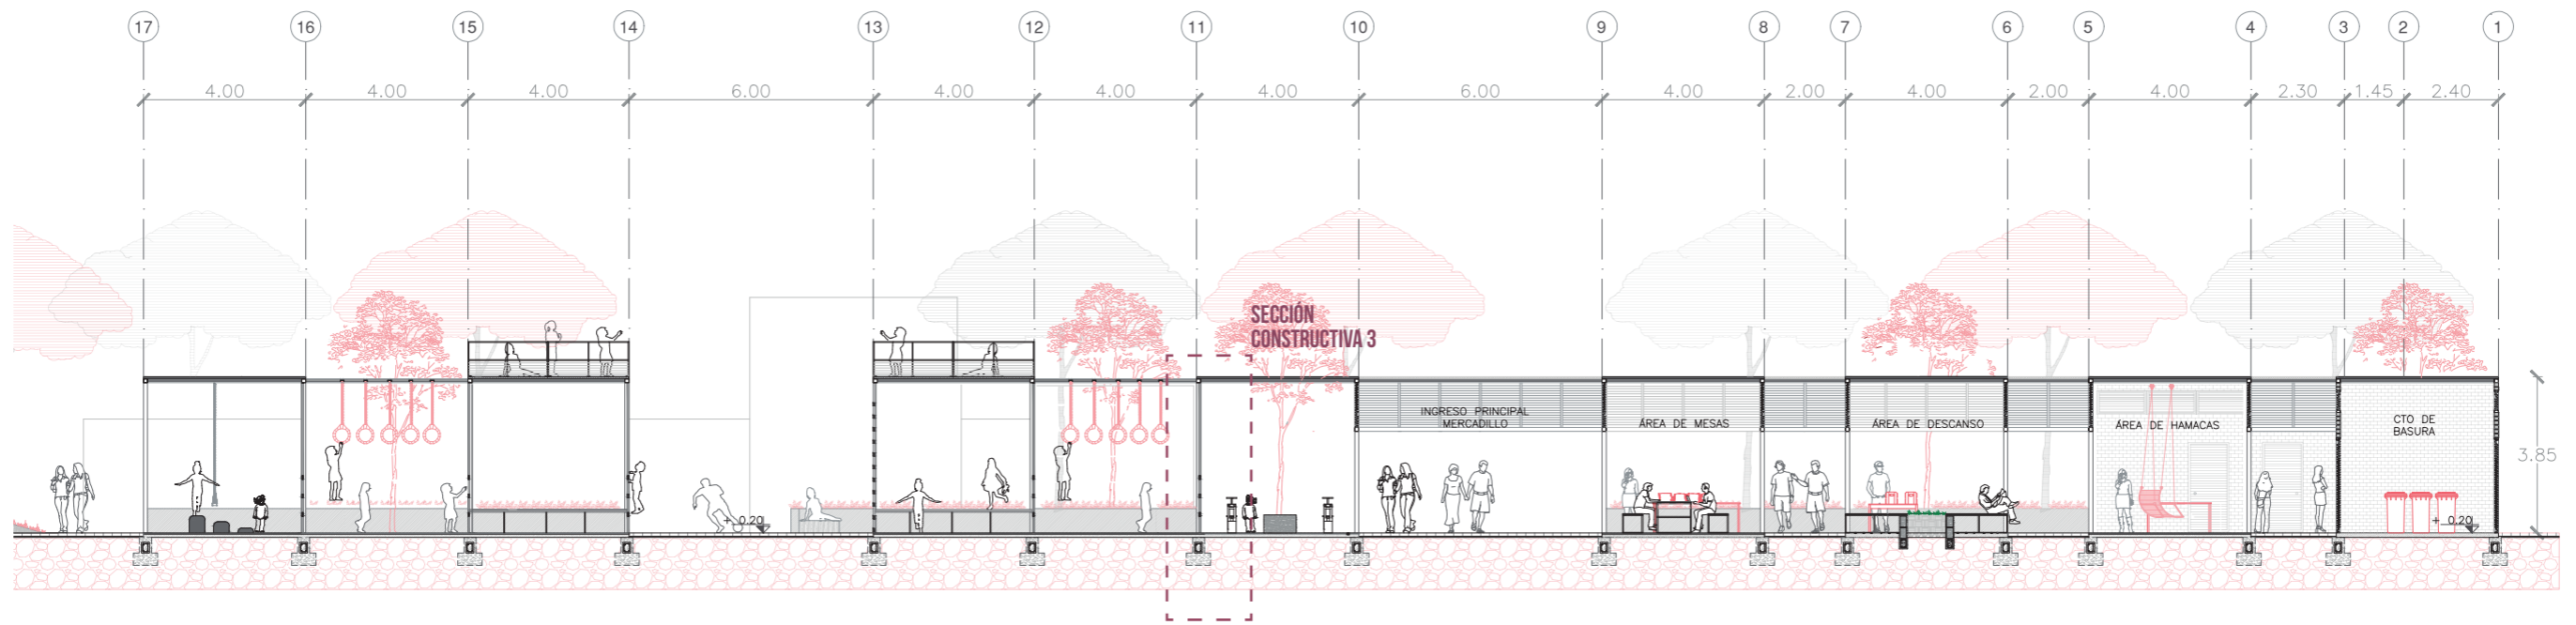 17 16 15 14 13 12 11 10 9 8 7 6 5 4 3 2 1
4.00 4.00 4.00 6.00 4.00 4.00 4.00 6.00 4.00 2.00 4.00 2.00 4.00 2.30 1.45 2.40
SECCIÓN
CONSTRUCTIVA 3
INGRESO PRINCIPAL
MERCADILLO
ÁREA DE MESAS
ÁREA DE DESCANSO
ÁREA DE HAMACAS
CTO DE
BASURA
3.85
+ 0.20
+ 0.20